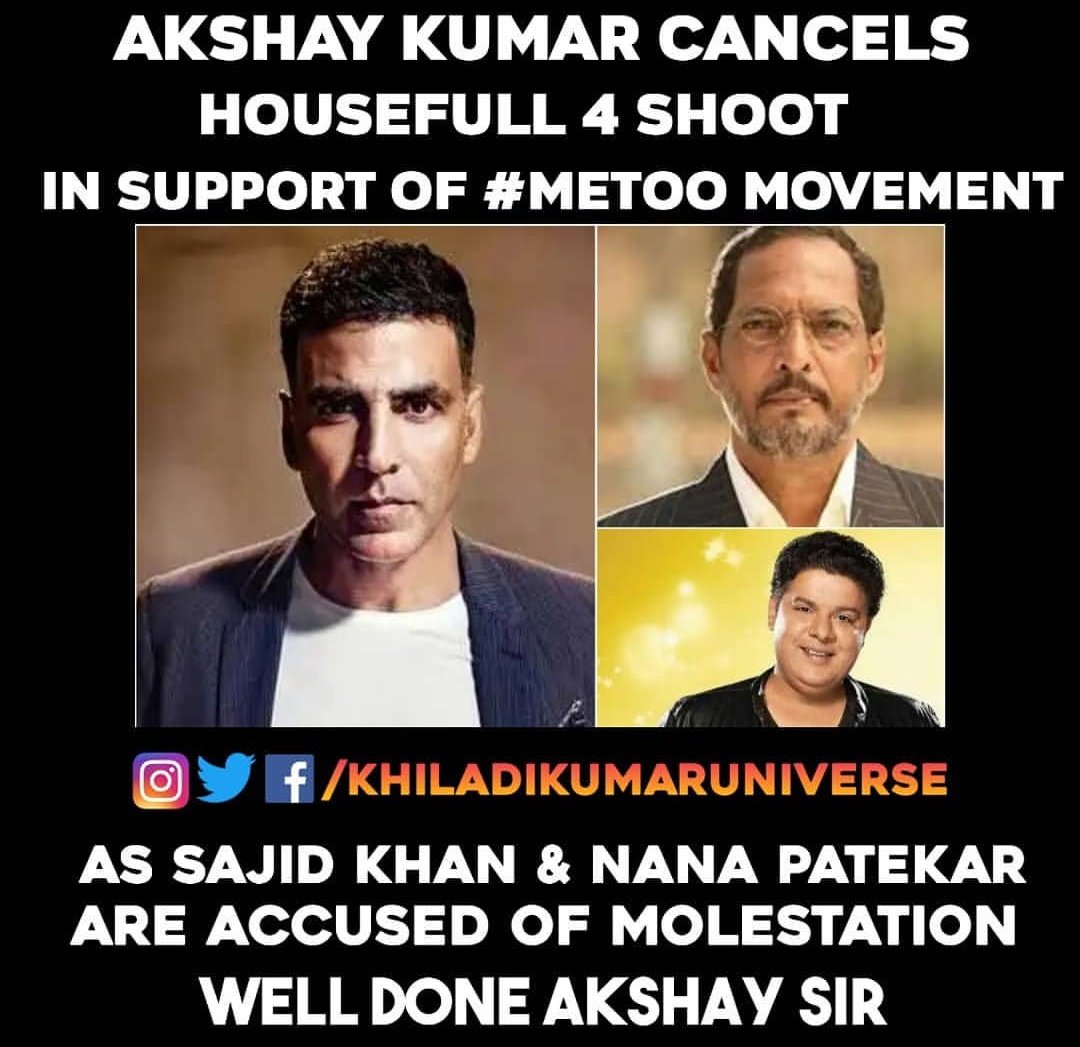 AKSHAY KUMAR CANCELS
HOUSEFULL 4 SHOOT
IN SUPPORT OF #METOO MOVEMENT
/KHILADIKUMARUNIVERSE
AS SAJID KHAN & NANA PATEKAR
ARE ACCUSED OF MOLESTATION
WELL DONE AKSHAY SIR